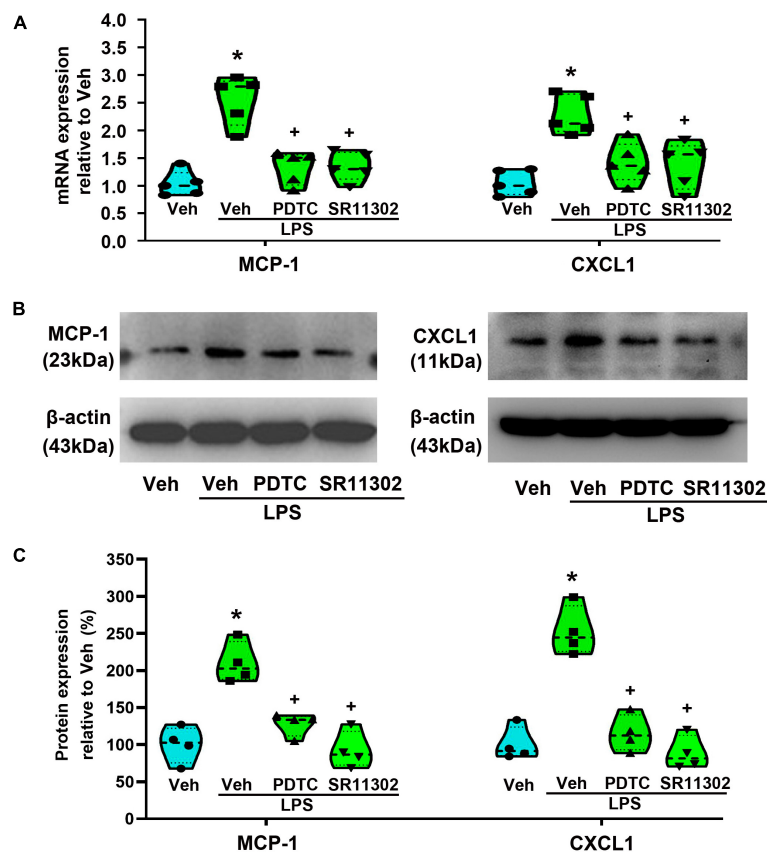 A
mRNA expression
relative to Veh
4.0
3.5
3.0
2.5
2.0
1.5
1.0
0.5
0.0
*
+
+
*
+
+
Veh
Veh
PDTC
SR11302
LPS
Veh
Veh
PDTC
SR11302
LPS
MCP-1
CXCL1
B
MCP-1
(23kDa)
β-actin
(43kDa)
Veh
Veh
PDTC
SR11302
LPS
CXCL1
(11kDa)
β-actin
(43kDa)
Veh
Veh
PDTC
SR11302
LPS
C
Protein expression
relative to Veh (%)
350
300
250
200
150
100
50
0
*
+
+
*
+
+
Veh
Veh
PDTC
SR11302
LPS
Veh
Veh
PDTC
SR11302
LPS
MCP-1
CXCL1